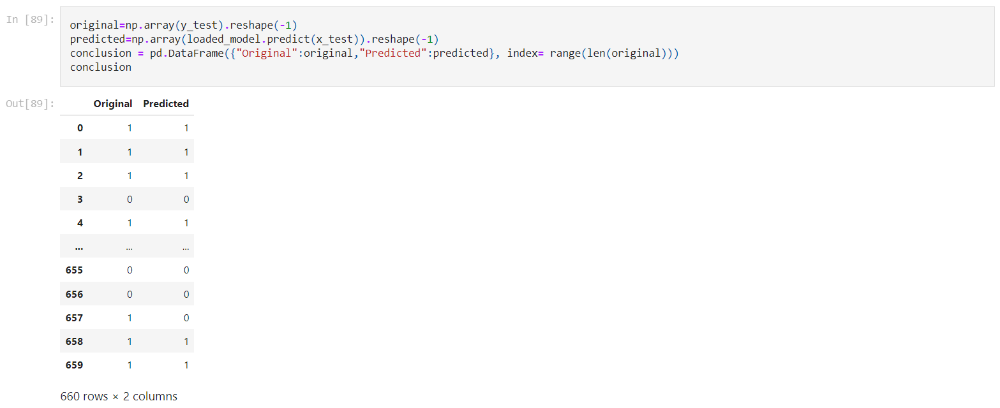 In [89]:
original=np.array(y_test).reshape(-1)
predicted=np.array(loaded_model.predict(x_test)).reshape(-1)
conclusion = pd.DataFrame({"Original":original,"Predicted":predicted}, index= range(len(original)))
conclusion
Out[89]:
Original Predicted
0 1 1
1 1 1
2 1 1
3 0 0
4 1 1
... ... ...
655 0 0
656 0 0
657 1 0
658 1 1
659 1 1
660 rows × 2 columns